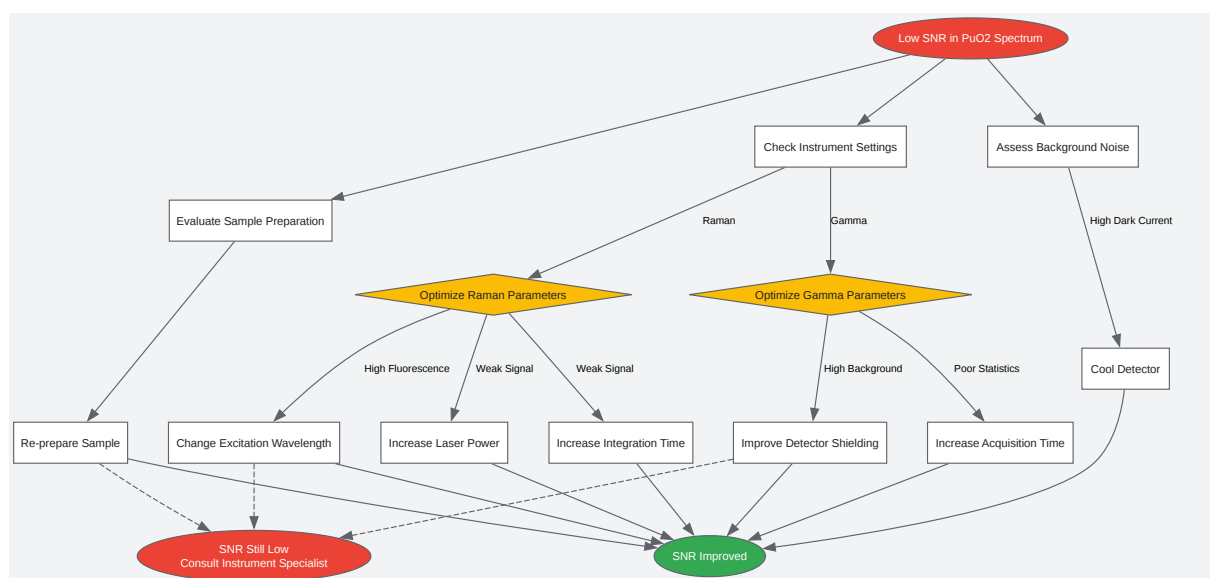 Low SNR in PuO2 Spectrum
Check Instrument Settings
Assess Background Noise
Evaluate Sample Preparation
Raman
Gamma
High Dark Current
Optimize Raman Parameters
Optimize Gamma Parameters
High Fluorescence
Weak Signal
Weak Signal
High Background
Poor Statistics
Cool Detector
Re-prepare Sample
Change Excitation Wavelength
Increase Laser Power
Increase Integration Time
Improve Detector Shielding
Increase Acquisition Time
SNR Still Low
Consult Instrument Specialist
SNR Improved